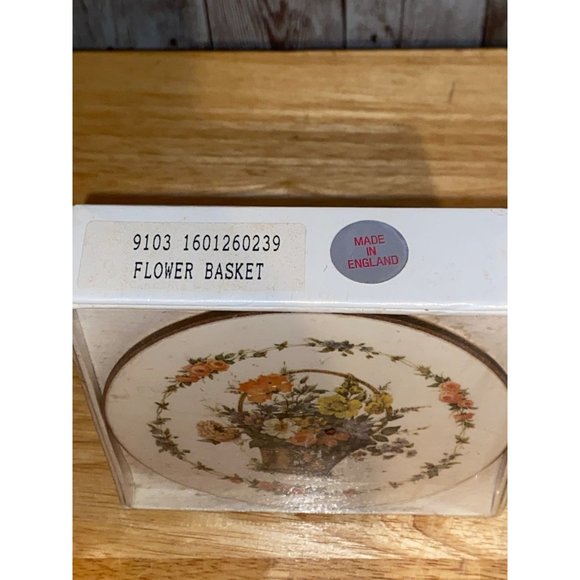 9103 1601260239
FLOWER BASKET
MADE
IN
ENGLAND